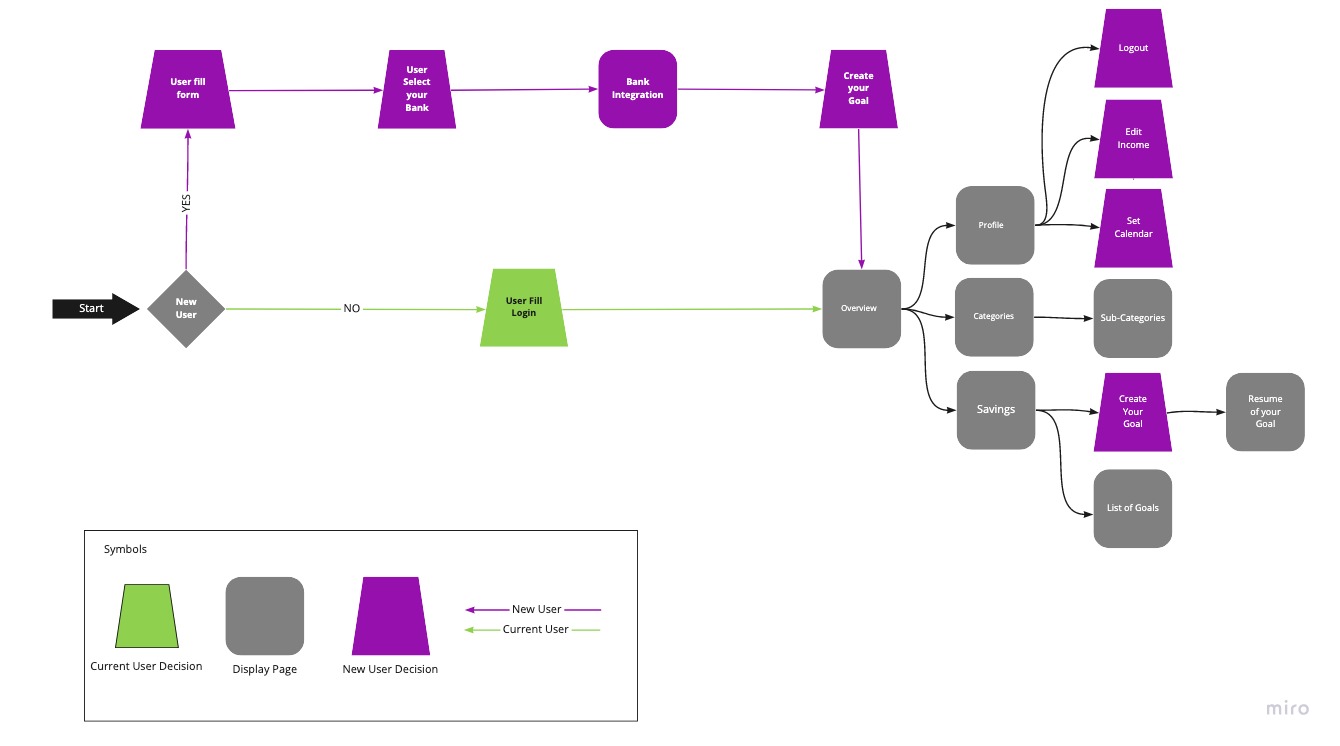 Logout
User fill
form
User
Select
your
Bank
Bank
Integration
Create
your
Goal
Edit
Income
YES
Profile
Set
Calendar
Start
New
User
NO
User Fill
Login
Overview
Categories
Sub-Categories
Savings
Create
Your
Goal
Resume
of your
Goal
List of Goals
Symbols
New User
Current User
Current User Decision
Display Page
New User Decision
miro